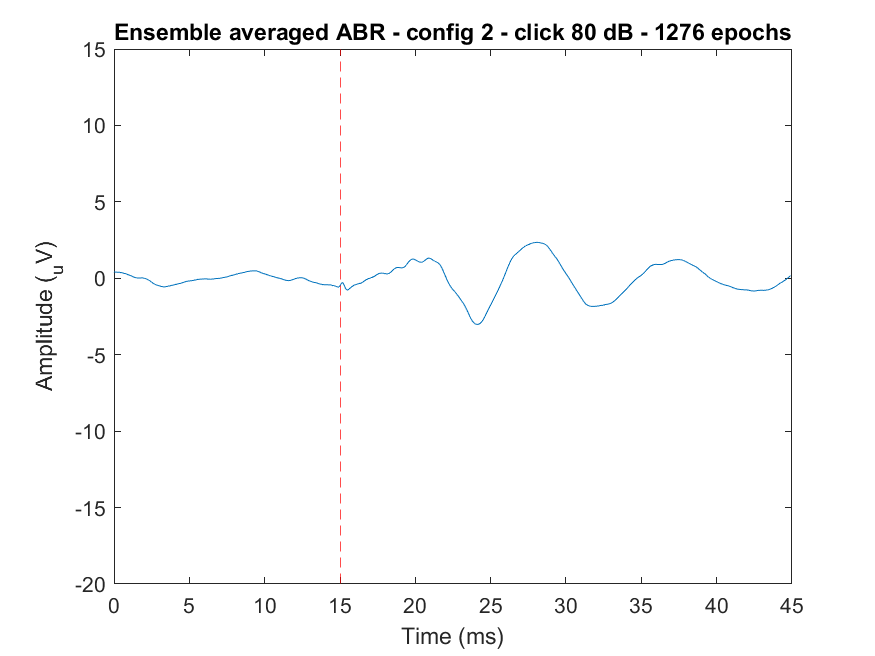 Ensemble averaged ABR - config 2 - click 80 dB - 1276 epochs
15
10
5
0
-5
-10
-15
-20
Amplitude (uV)
0 5 10 15 20 25 30 35 40 45
Time (ms)